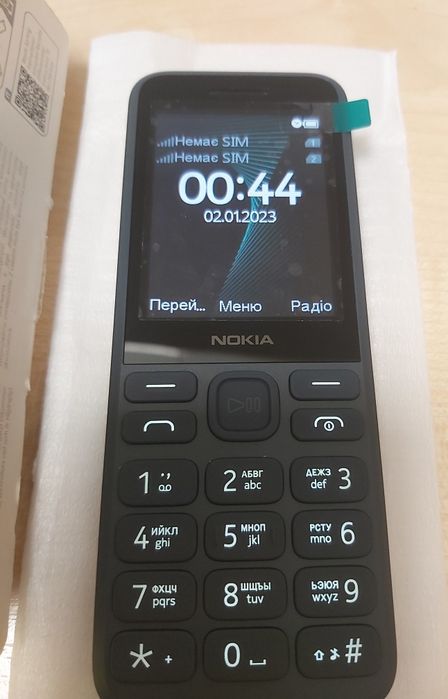 Немає SIM 1
Немає SIM 2
00:44
02.01.2023
Перей... Меню Радіо
NOKIA
1
2 АБВГ abc
ДЕЖЗ def 3
4 ИЙКЛ ghi
5 МНОП jkl
РСТУ mno 6
7 ФХЦЧ pqrs
8 ШЩЪЫ tuv
ЬЭЮЯ wxyz 9
* +
0
#